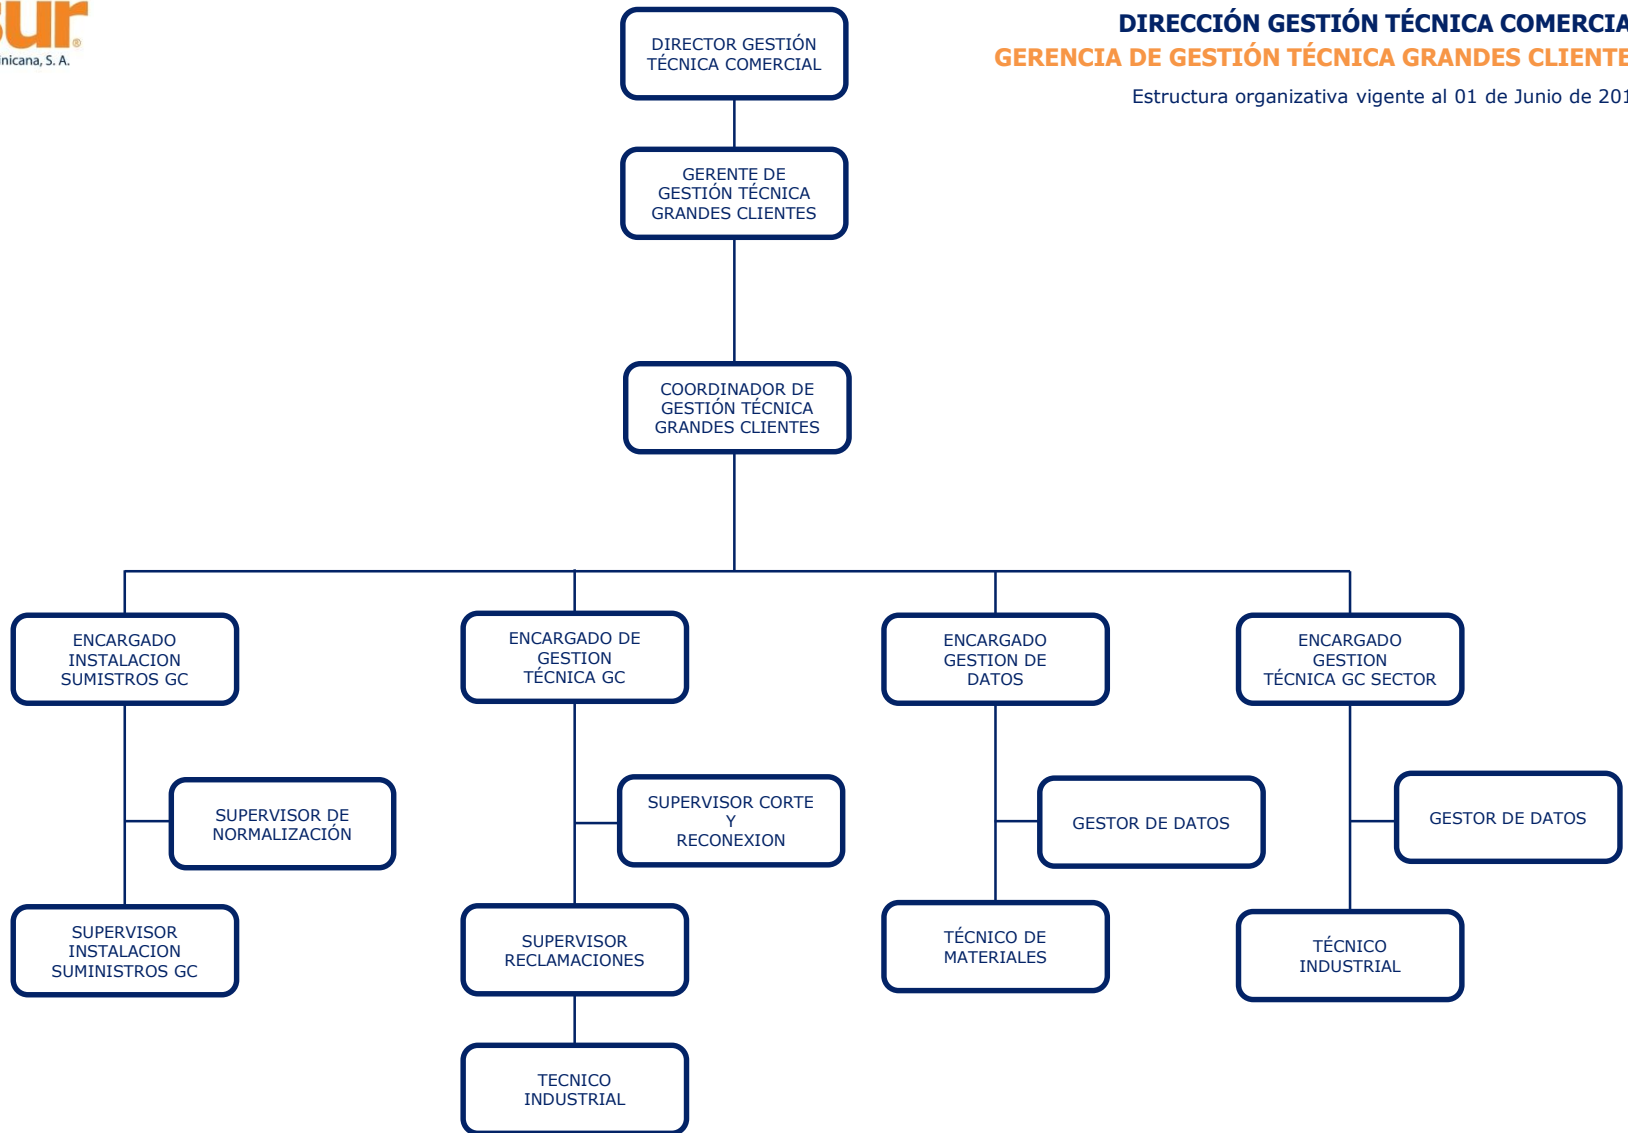 sur
®
inicana, S. A.
DIRECCIÓN GESTIÓN TÉCNICA COMERCIA
GERENCIA DE GESTIÓN TÉCNICA GRANDES CLIENTE
Estructura organizativa vigente al 01 de Junio de 201
DIRECTOR GESTIÓN
TÉCNICA COMERCIAL
GERENTE DE
GESTIÓN TÉCNICA
GRANDES CLIENTES
COORDINADOR DE
GESTIÓN TÉCNICA
GRANDES CLIENTES
ENCARGADO
INSTALACION
SUMISTROS GC
ENCARGADO DE
GESTION
TÉCNICA GC
ENCARGADO
GESTION DE
DATOS
ENCARGADO
GESTION
TÉCNICA GC SECTOR
SUPERVISOR DE
NORMALIZACIÓN
SUPERVISOR CORTE
Y
RECONEXION
GESTOR DE DATOS
GESTOR DE DATOS
SUPERVISOR
INSTALACION
SUMINISTROS GC
SUPERVISOR
RECLAMACIONES
TÉCNICO DE
MATERIALES
TÉCNICO
INDUSTRIAL
TECNICO
INDUSTRIAL